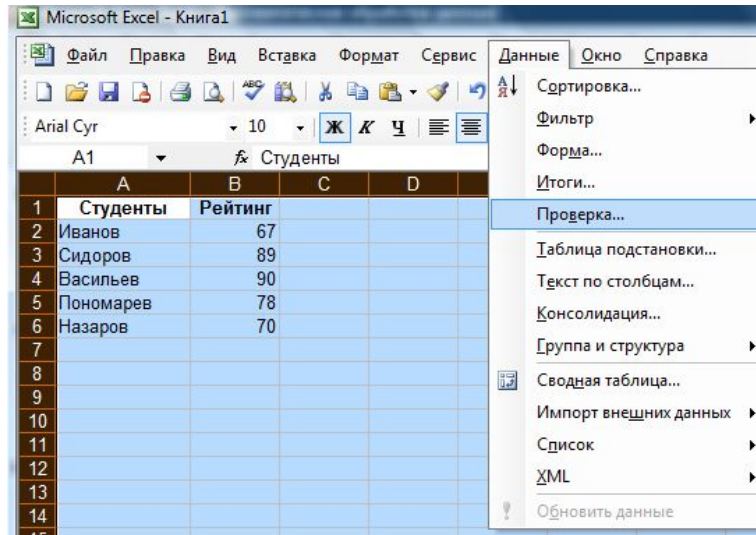 Microsoft Excel - Книга1
Файл Правка Вид Вставка Формат Сервис Данные Окно Справка
Arial Cyr 10 Ж К Ч
A1 fx Студенты
A B C D
1 Студенты Рейтинг
2 Иванов 67
3 Сидоров 89
4 Васильев 90
5 Пономарев 78
6 Назаров 70
7
8
9
10
11
12
13
14
Сортировка...
Фильтр
Форма...
Итоги...
Проверка...
Таблица подстановки...
Текст по столбцам...
Консолидация...
Группа и структура
Сводная таблица...
Импорт внешних данных
Список
XML
Обновить данные